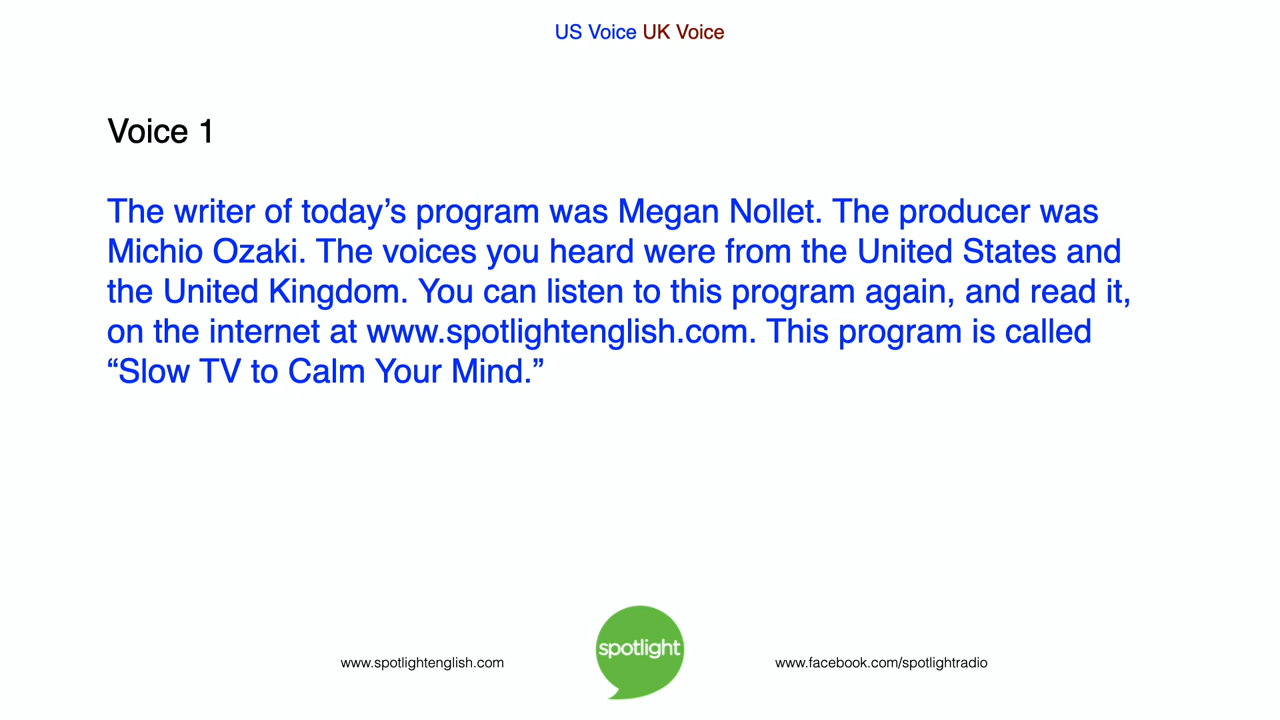 US Voice UK Voice
Voice 1
The writer of today’s program was Megan Nollet. The producer was
Michio Ozaki. The voices you heard were from the United States and
the United Kingdom. You can listen to this program again, and read it,
on the internet at www.spotlightenglish.com. This program is called
“Slow TV to Calm Your Mind.”
spotlight
www.spotlightenglish.com
www.facebook.com/spotlightradio